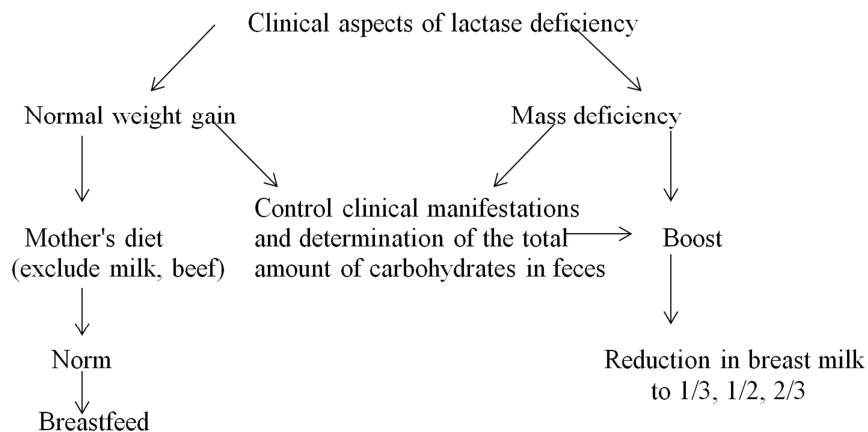 Clinical aspects of lactase deficiency
Normal weight gain
Mass deficiency
Mother's diet
(exclude milk, beef)
Control clinical manifestations
and determination of the total
amount of carbohydrates in feces
Boost
Norm
Breastfeed
Reduction in breast milk
to 1/3, 1/2, 2/3